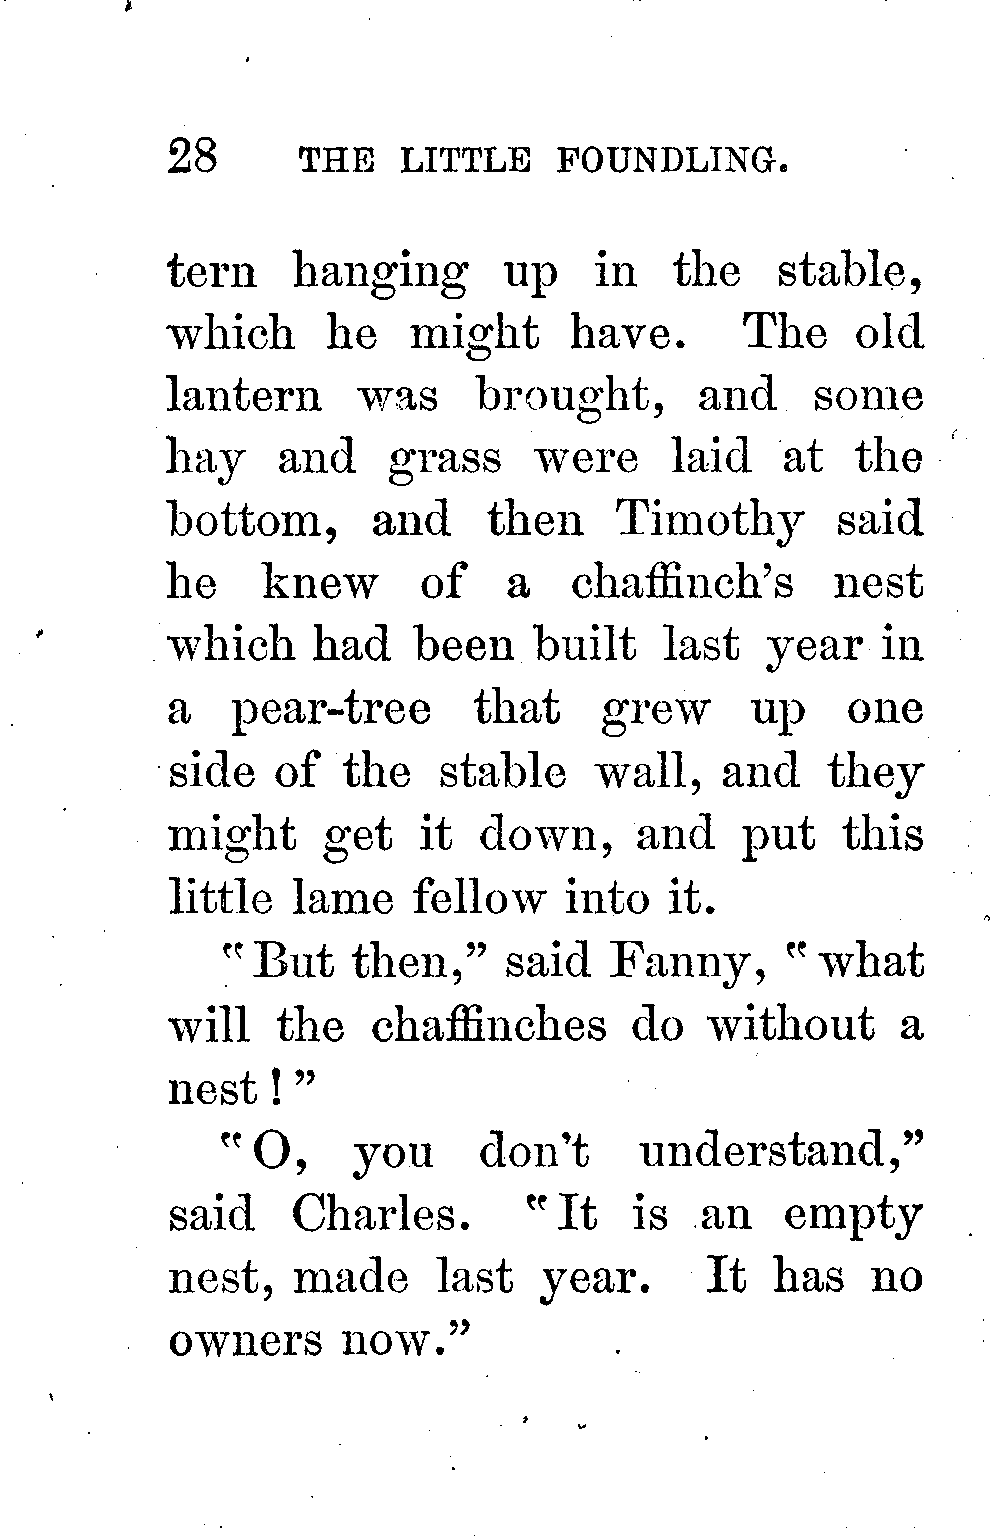 28 THE LITTLE FOUNDLING.
tern hanging up in the stable,
which he might have. The old
lantern was brought, and some
hay and grass were laid at the
bottom, and then Timothy said
he knew of a chaffinch's nest
which had been built last year in
a pear-tree that grew up one
side of the stable wall, and they
might get it down, and put this
little lame fellow into it.
"But then," said Fanny, "what
will the chaffinches do without a
nest!"
"O, you don't understand,"
said Charles. "It is an empty
nest, made last year. It has no
owners now."